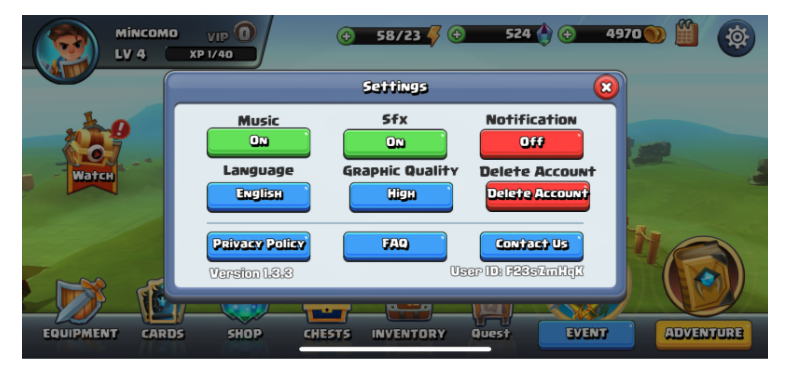 Mincomo VIP 0
LV 4 XP 1/40
58/23 524 4970
Settings
Music Sfx Notification
On On Off
Language Graphic Quality Delete Account
English High Delete Account
Privacy Policy FAQ Contact Us
Version 1.3.3 User ID: F23sZmHqK
Watch
EQUIPMENT CARDS SHOP CHESTS INVENTORY Quest EVENT ADVENTURE